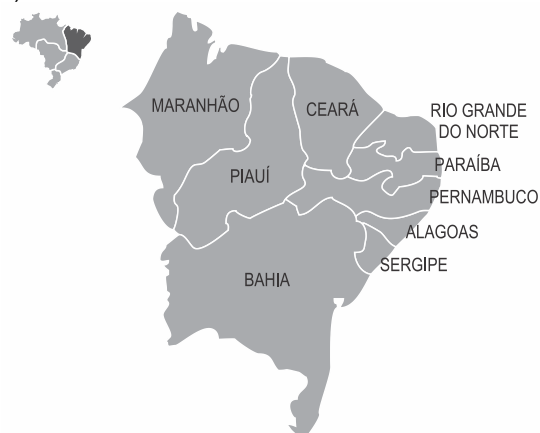 MARANHÃO
CEARÁ
RIO GRANDE
DO NORTE
PARAÍBA
PIAUÍ
PERNAMBUCO
ALAGOAS
SERGIPE
BAHIA